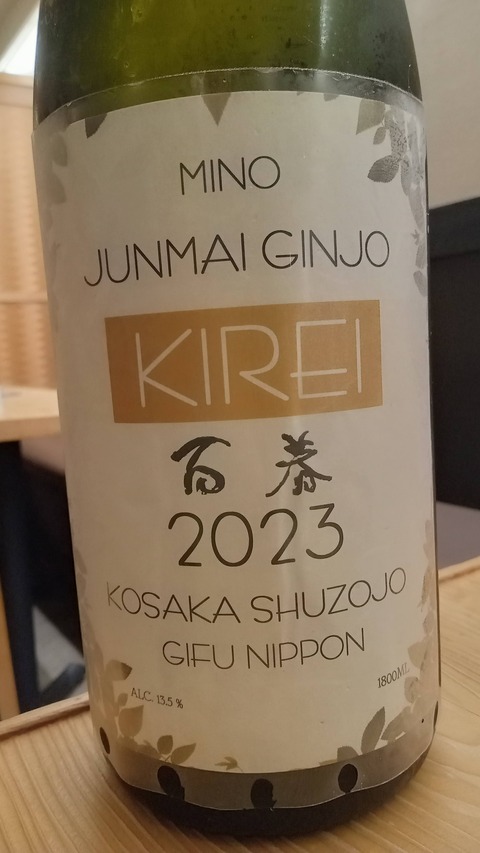 MINO
JUNMAI GINJO
KIREI
百春
2023
KOSAKA SHUZOJO
GIFU NIPPON
1800ML
ALC. 13.5 %